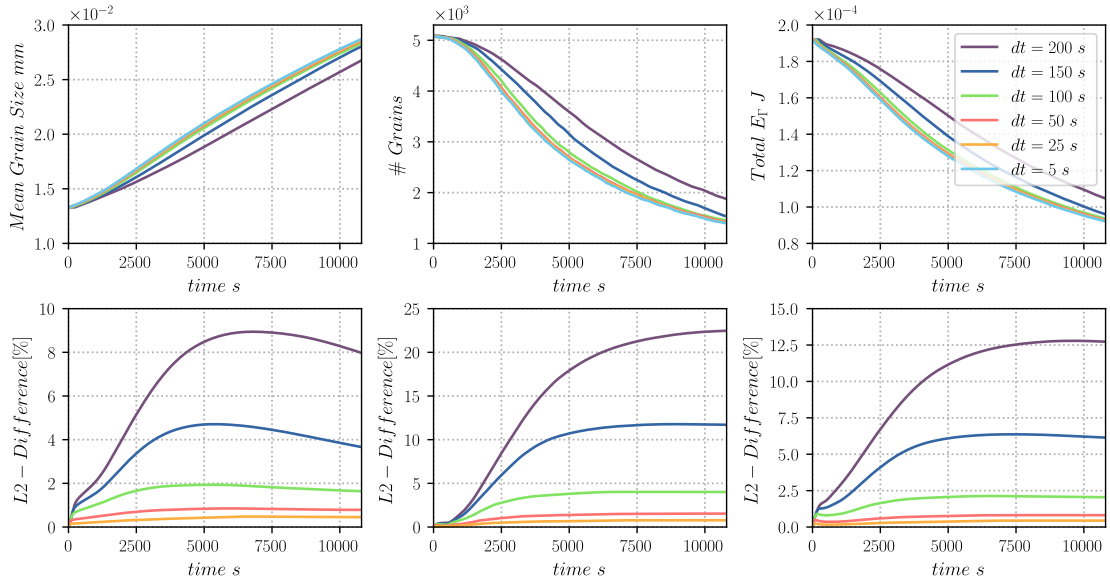 ×10−2
Mean Grain Size mm
3.0
2.5
2.0
1.5
1.0
0 2500 5000 7500 10000
time s
×10³
# Grains
5
4
3
2
1
0 2500 5000 7500 10000
time s
×10−4
Total EΓ J
2.0
1.8
1.6
1.4
1.2
1.0
0.8
0 2500 5000 7500 10000
time s
dt = 200 s
dt = 150 s
dt = 100 s
dt = 50 s
dt = 25 s
dt = 5 s
L2 − Difference[%]
10
8
6
4
2
0
0 2500 5000 7500 10000
time s
L2 − Difference[%]
25
20
15
10
5
0
0 2500 5000 7500 10000
time s
L2 − Difference[%]
15.0
12.5
10.0
7.5
5.0
2.5
0.0
0 2500 5000 7500 10000
time s